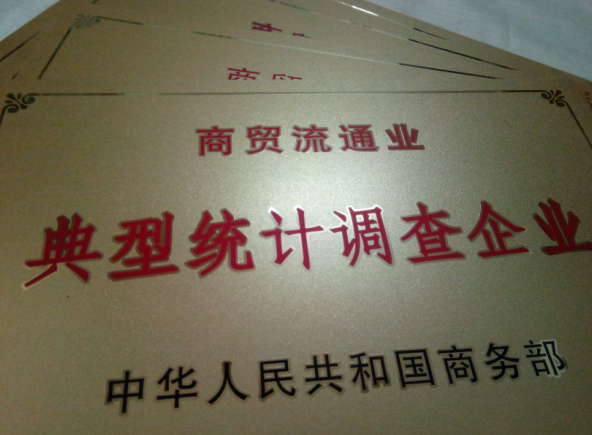 商贸流通业
典型统计调查企业
中华人民共和国商务部